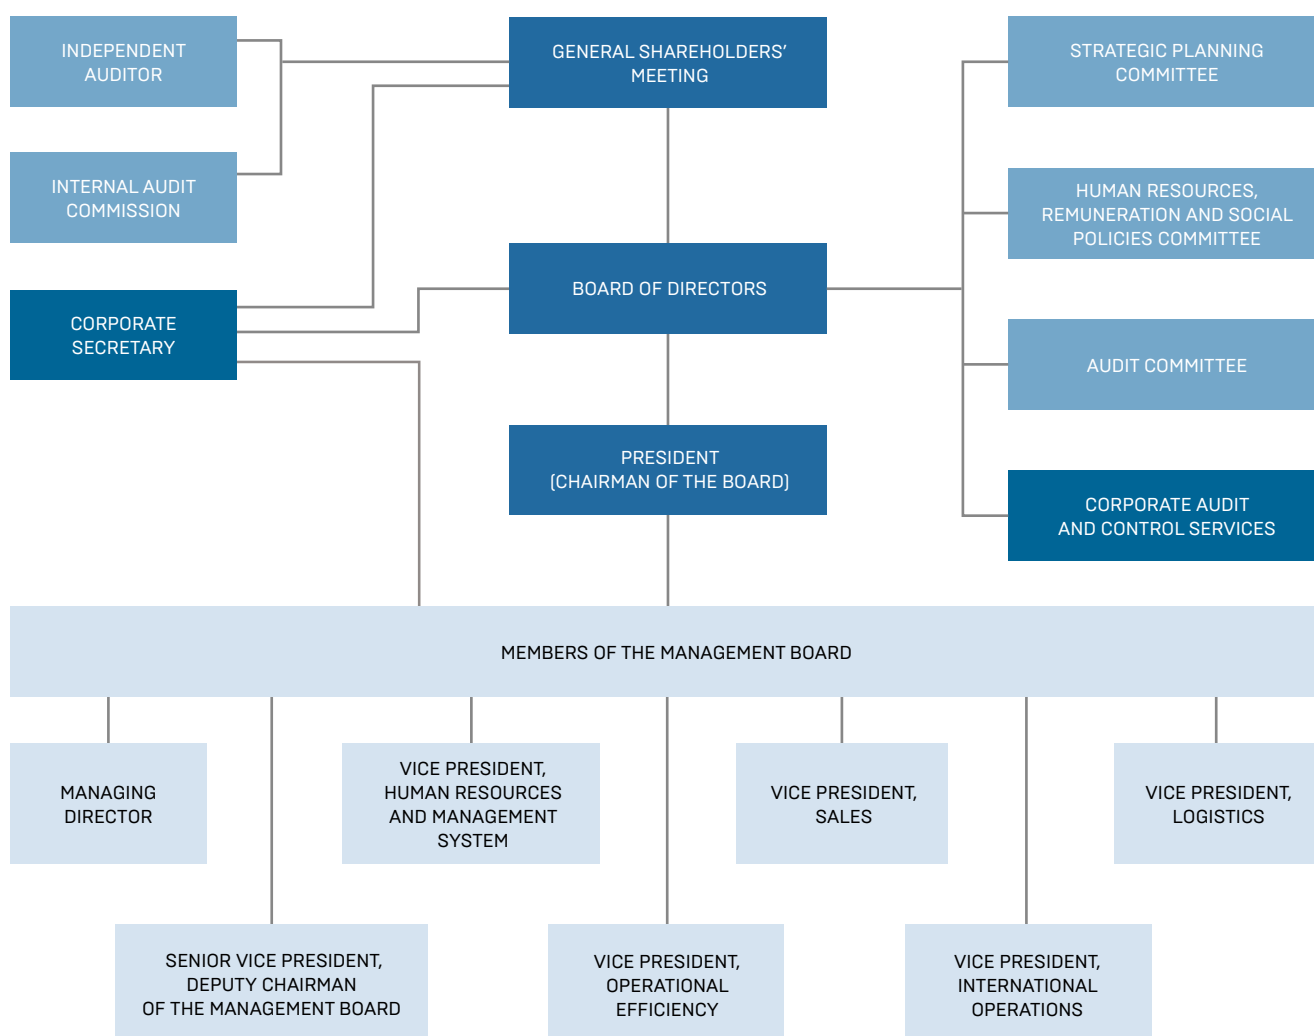 INDEPENDENT
AUDITOR
GENERAL SHAREHOLDERS’
MEETING
STRATEGIC PLANNING
COMMITTEE
INTERNAL AUDIT
COMMISSION
HUMAN RESOURCES,
REMUNERATION AND SOCIAL
POLICIES COMMITTEE
CORPORATE
SECRETARY
BOARD OF DIRECTORS
AUDIT COMMITTEE
PRESIDENT
(CHAIRMAN OF THE BOARD)
CORPORATE AUDIT
AND CONTROL SERVICES
MEMBERS OF THE MANAGEMENT BOARD
MANAGING
DIRECTOR
VICE PRESIDENT,
HUMAN RESOURCES
AND MANAGEMENT
SYSTEM
VICE PRESIDENT,
SALES
VICE PRESIDENT,
LOGISTICS
SENIOR VICE PRESIDENT,
DEPUTY CHAIRMAN
OF THE MANAGEMENT BOARD
VICE PRESIDENT,
OPERATIONAL
EFFICIENCY
VICE PRESIDENT,
INTERNATIONAL
OPERATIONS